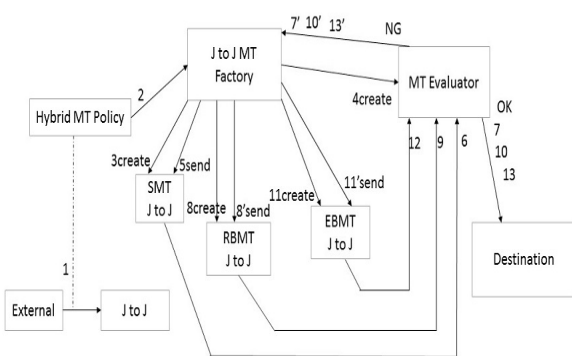 7′ 10′ 13′
NG
J to J MT
Factory
MT Evaluator
2
4create
Hybrid MT Policy
OK
7
10
13
3create
5send
12
9
6
SMT
J to J
8create
8′send
11create
11′send
RBMT
J to J
EBMT
J to J
Destination
1
External
J to J